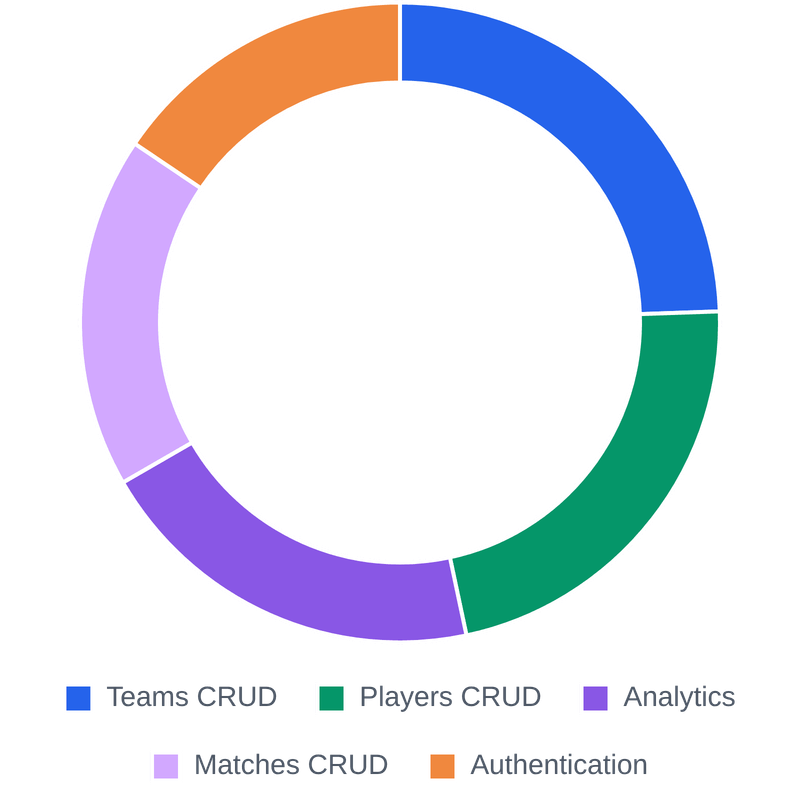 Teams CRUD Players CRUD Analytics
Matches CRUD Authentication